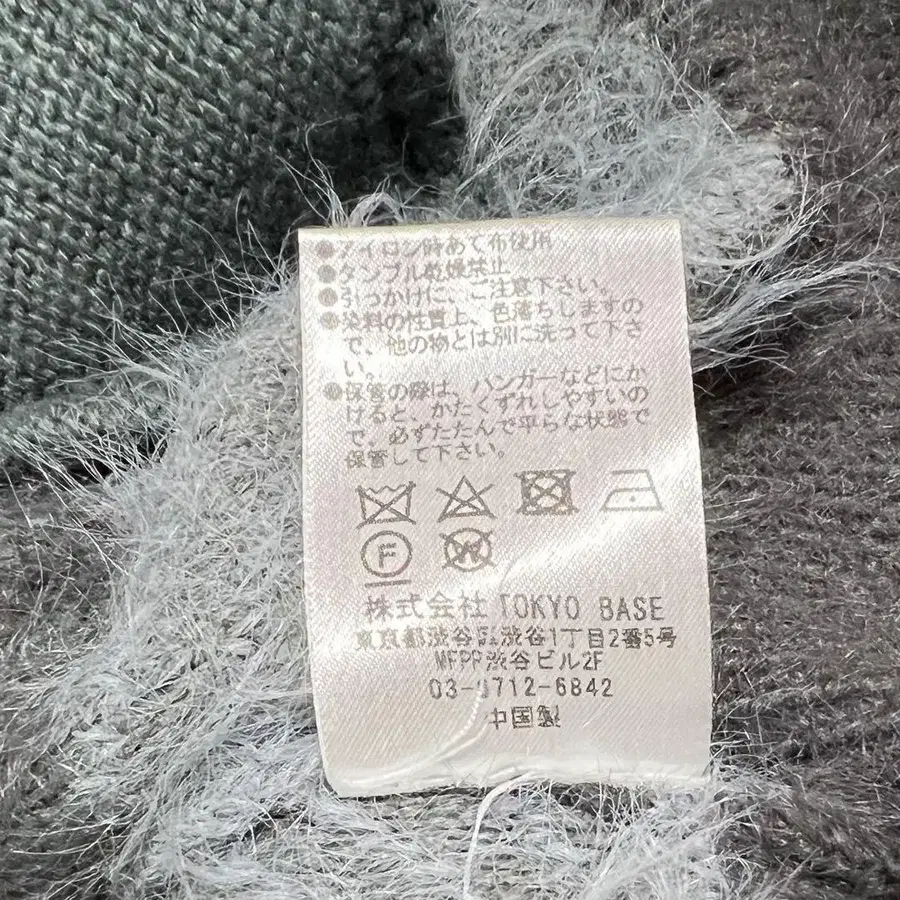 ●アイロン時あて布使用
●タンブル乾燥禁止
●引っかけに、ご注意下さい。
●染料の性質上、色落ちしますの
で、他の物とは別に洗って下さ
い。
●保管の際は、ハンガーなどにか
けると、かたくずれしやすいの
で、必ずたたんで平らな状態で
保管して下さい。
F W
株式会社 TOKYO BASE
東京都渋谷区渋谷1丁目2番5号
MFPR渋谷ビル2F
03-6712-6842
中国製